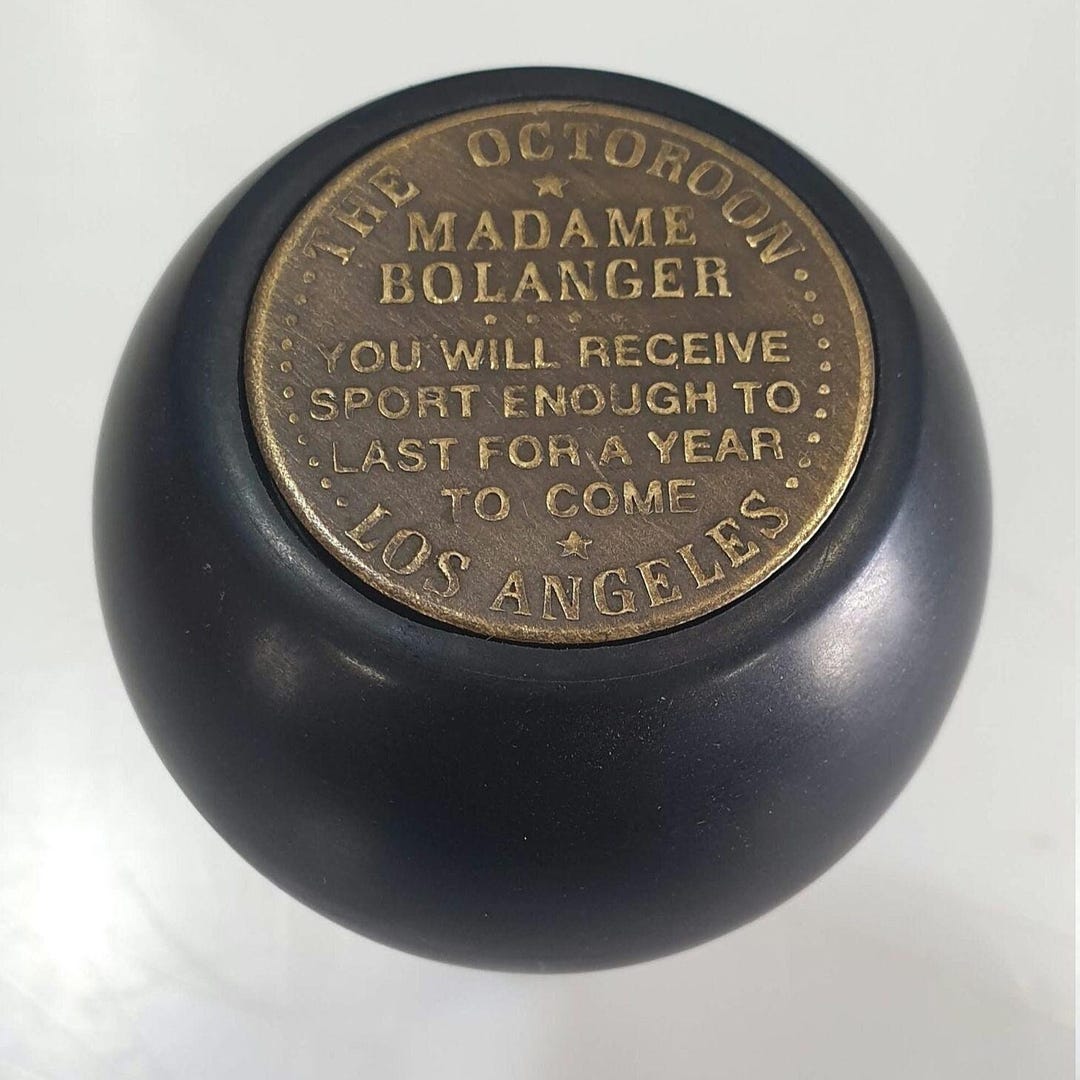 THE OCTOROON
MADAME
BOLANGER
YOU WILL RECEIVE
SPORT ENOUGH TO
LAST FOR A YEAR
TO COME
LOS ANGELES